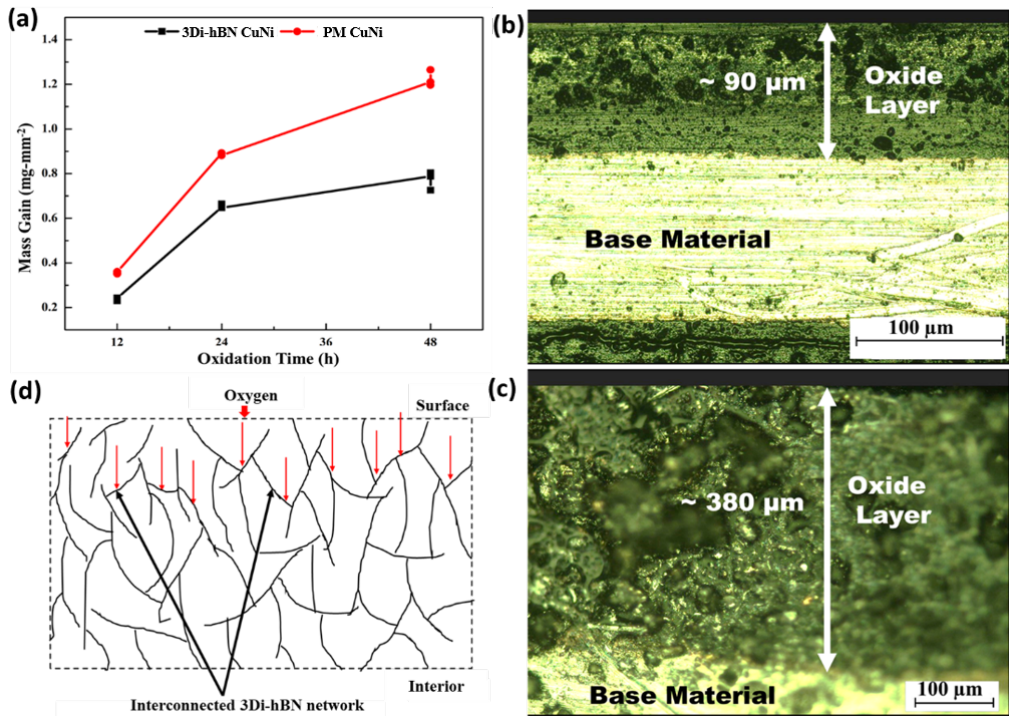 (a)
3Di-hBN CuNi
PM CuNi
1.4
1.2
1.0
0.8
0.6
0.4
0.2
Mass Gain (mg-mm⁻²)
12
24
36
48
Oxidation Time (h)
(b)
~ 90 µm
Oxide
Layer
Base Material
100 µm
(d)
Oxygen
Surface
Interior
Interconnected 3Di-hBN network
(c)
~ 380 µm
Oxide
Layer
Base Material
100 µm